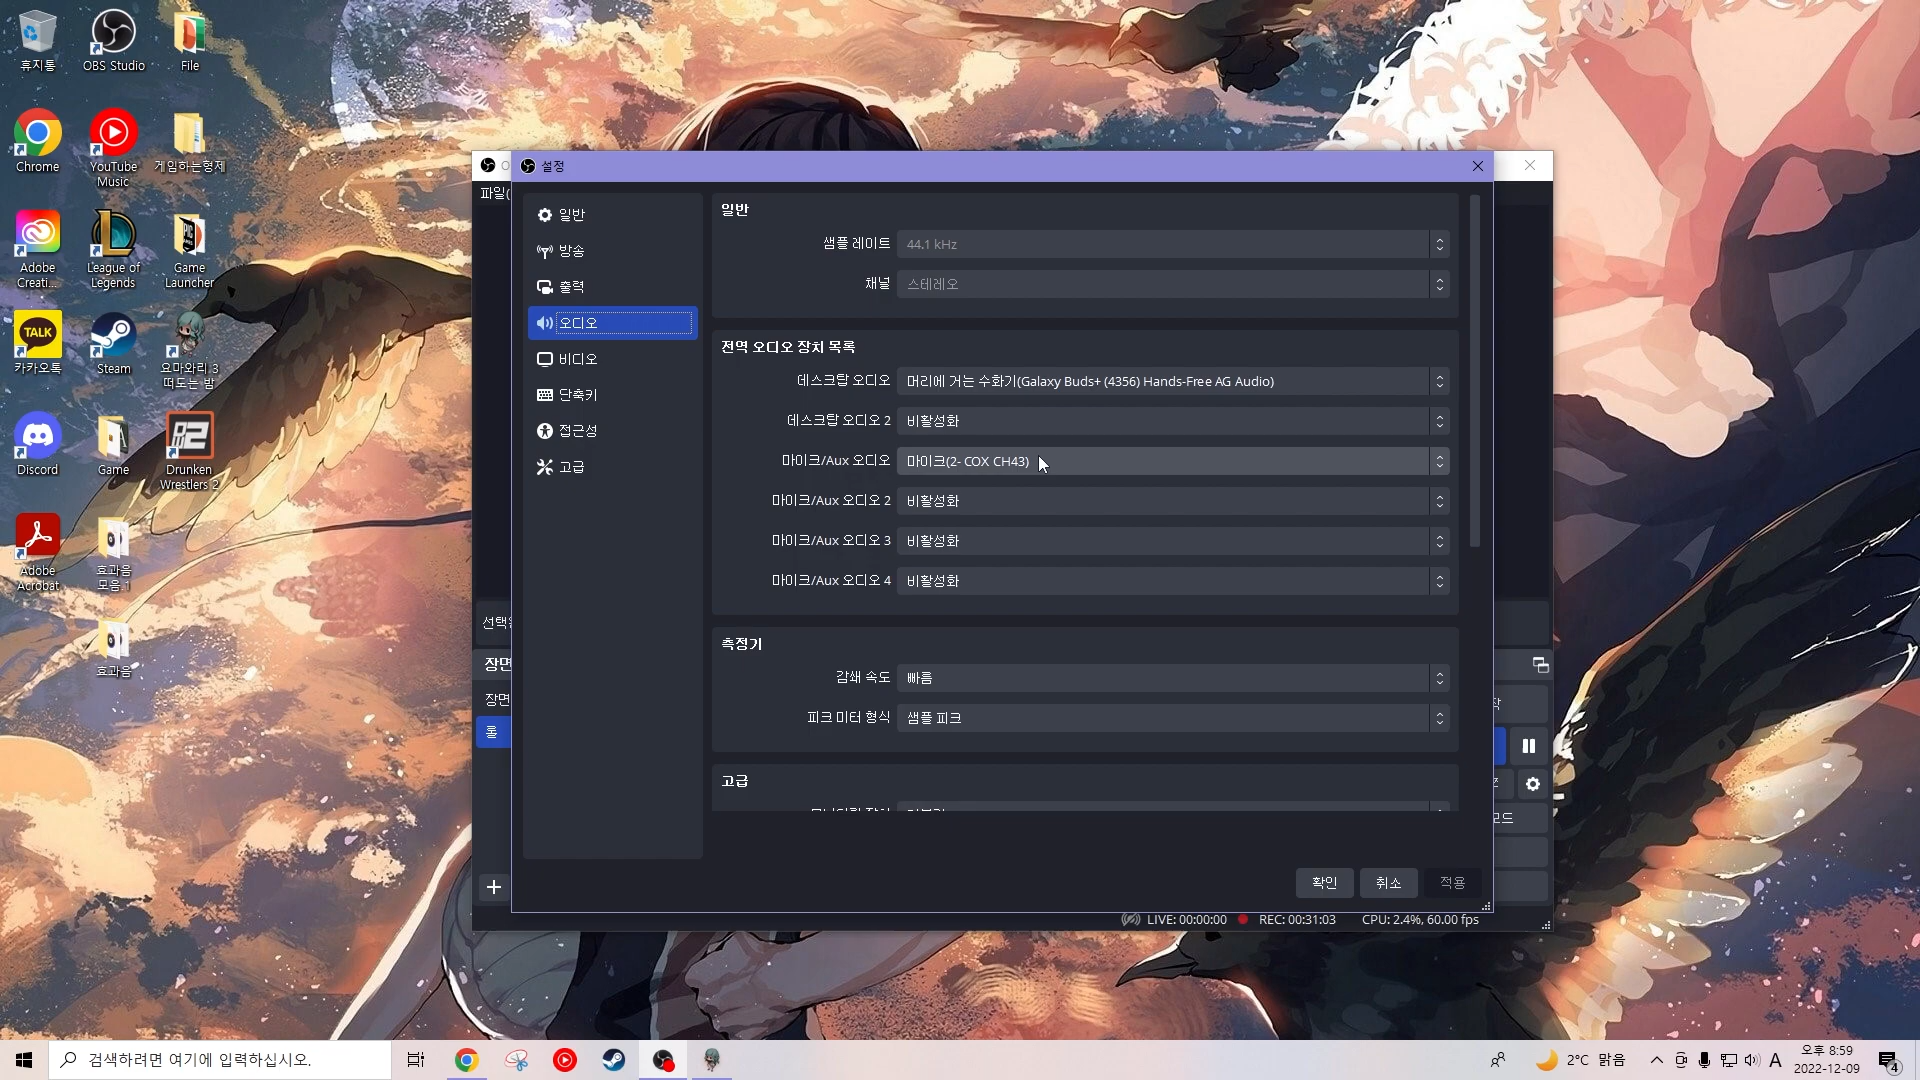 휴지통
OBS Studio
File
Chrome
YouTube
Music
게임하는형제
Adobe
Creati...
League of
Legends
Game
Launcher
TALK
카카오톡
Steam
요마와리 3
떠도는 밤
Discord
Game
Drunken
Wrestlers 2
Adobe
Acrobat
효과음
모음 1
효과음
설정
파일(
일반
방송
출력
오디오
비디오
단축키
접근성
고급
일반
샘플 레이트 44.1 kHz
채널 스테레오
전역 오디오 장치 목록
데스크탑 오디오 머리에 거는 수화기(Galaxy Buds+ (4356) Hands-Free AG Audio)
데스크탑 오디오 2 비활성화
마이크/Aux 오디오 마이크(2- COX CH43)
마이크/Aux 오디오 2 비활성화
마이크/Aux 오디오 3 비활성화
마이크/Aux 오디오 4 비활성화
측정기
감쇄 속도 빠름
피크 미터 형식 샘플 피크
고급
장면
장면
홀
모드
확인 취소 적용
LIVE: 00:00:00 REC: 00:31:03 CPU: 2.4%, 60.00 fps
검색하려면 여기에 입력하십시오.
2°C 맑음
A
오후 8:59
2022-12-09
4